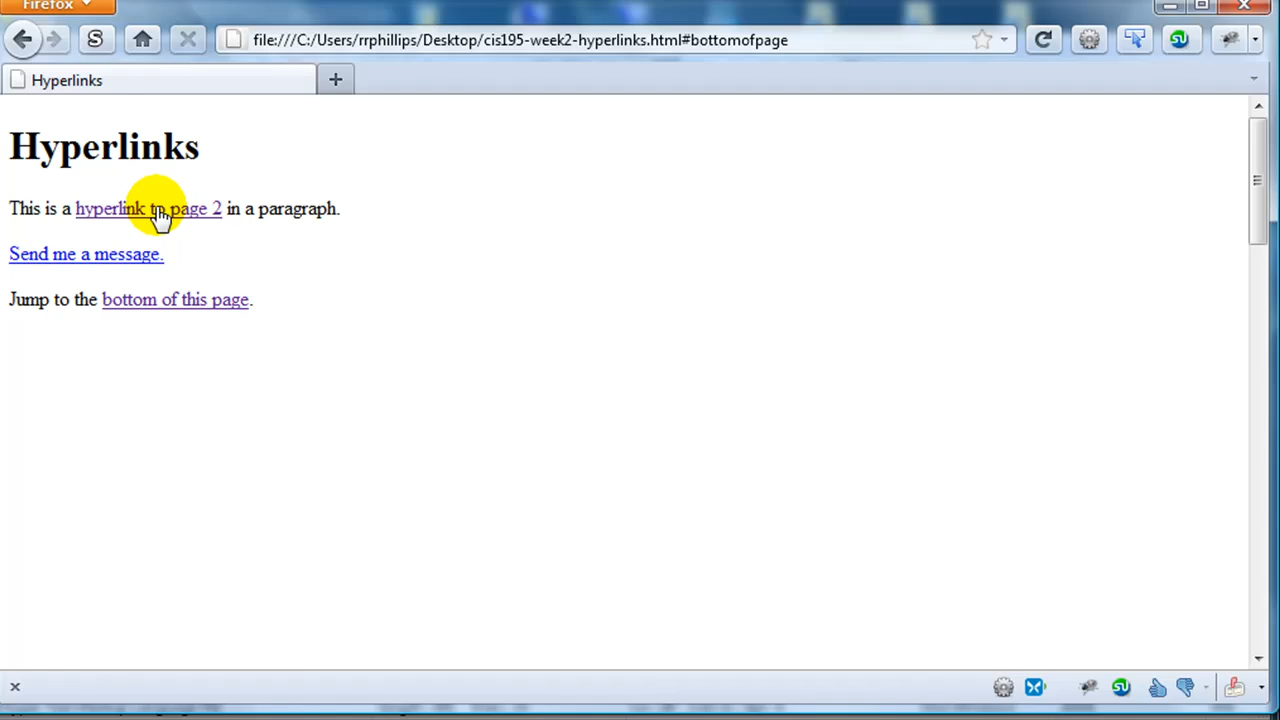 Firefox
S
file:///C:/Users/rrphillips/Desktop/cis195-week2-hyperlinks.html#bottomofpage
Hyperlinks
Hyperlinks
This is a hyperlink to page 2 in a paragraph.
Send me a message.
Jump to the bottom of this page.